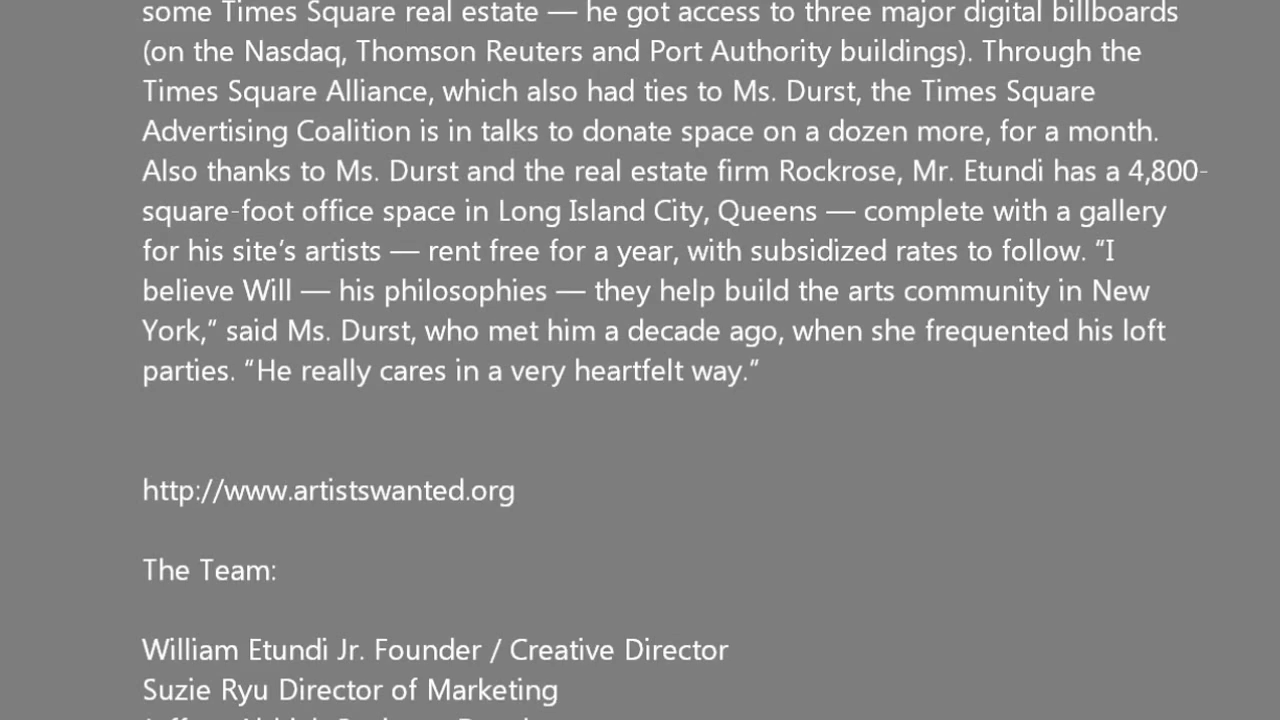 some Times Square real estate — he got access to three major digital billboards
(on the Nasdaq, Thomson Reuters and Port Authority buildings). Through the
Times Square Alliance, which also had ties to Ms. Durst, the Times Square
Advertising Coalition is in talks to donate space on a dozen more, for a month.
Also thanks to Ms. Durst and the real estate firm Rockrose, Mr. Etundi has a 4,800-
square-foot office space in Long Island City, Queens — complete with a gallery
for his site’s artists — rent free for a year, with subsidized rates to follow. “I
believe Will — his philosophies — they help build the arts community in New
York,” said Ms. Durst, who met him a decade ago, when she frequented his loft
parties. “He really cares in a very heartfelt way.”
http://www.artistswanted.org
The Team:
William Etundi Jr. Founder / Creative Director
Suzie Ryu Director of Marketing